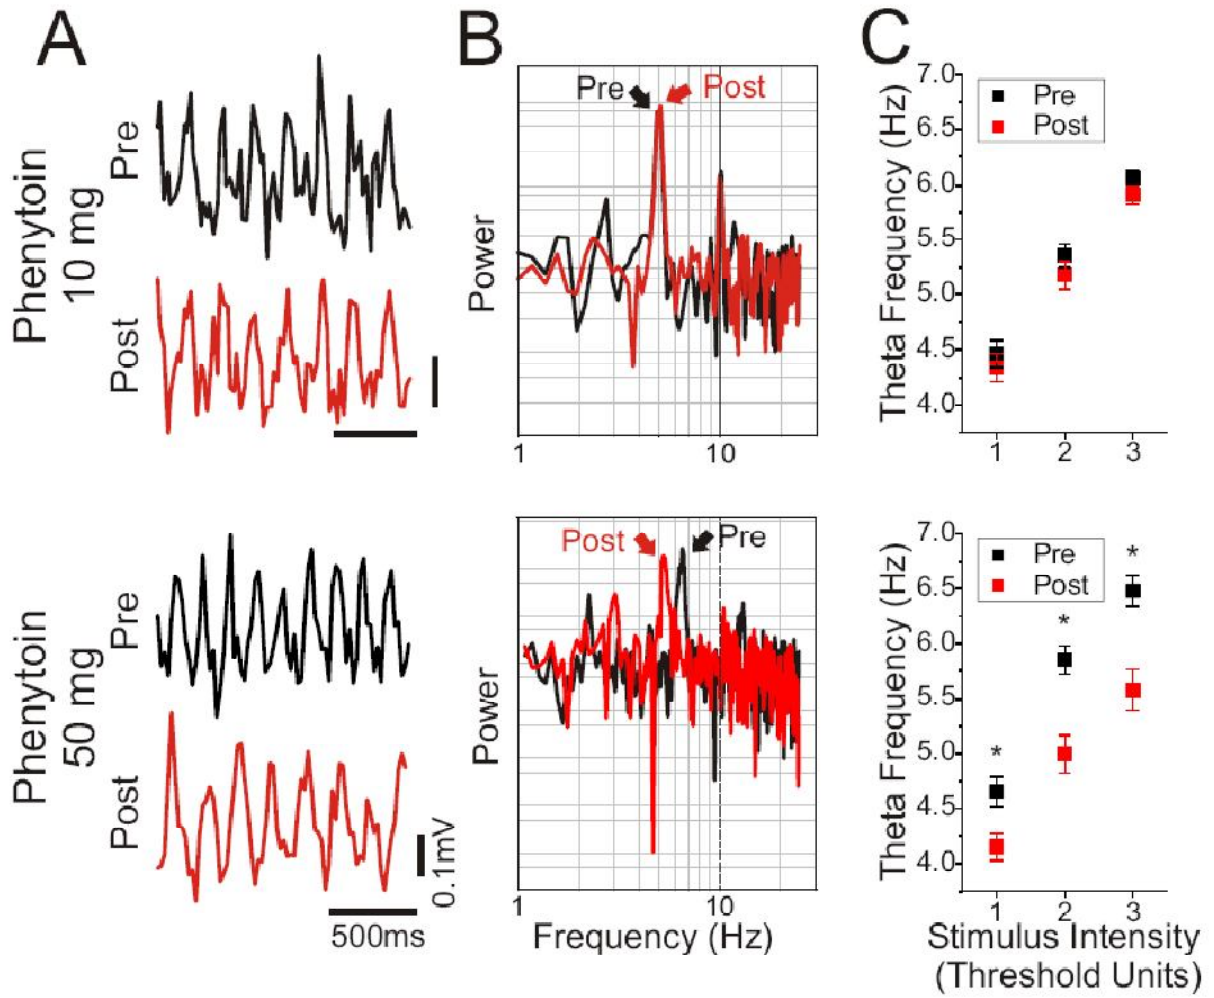 A
B
C
Phenytoin
10 mg
Pre
Post
Pre
Post
Power
1
10
7.0
6.5
6.0
5.5
5.0
4.5
4.0
Theta Frequency (Hz)
Pre
Post
1
2
3
Phenytoin
50 mg
Pre
Post
0.1mV
500ms
Post
Pre
Power
1
10
Frequency (Hz)
7.0
6.5
6.0
5.5
5.0
4.5
4.0
Theta Frequency (Hz)
Pre
Post
*
*
*
1
2
3
Stimulus Intensity
(Threshold Units)